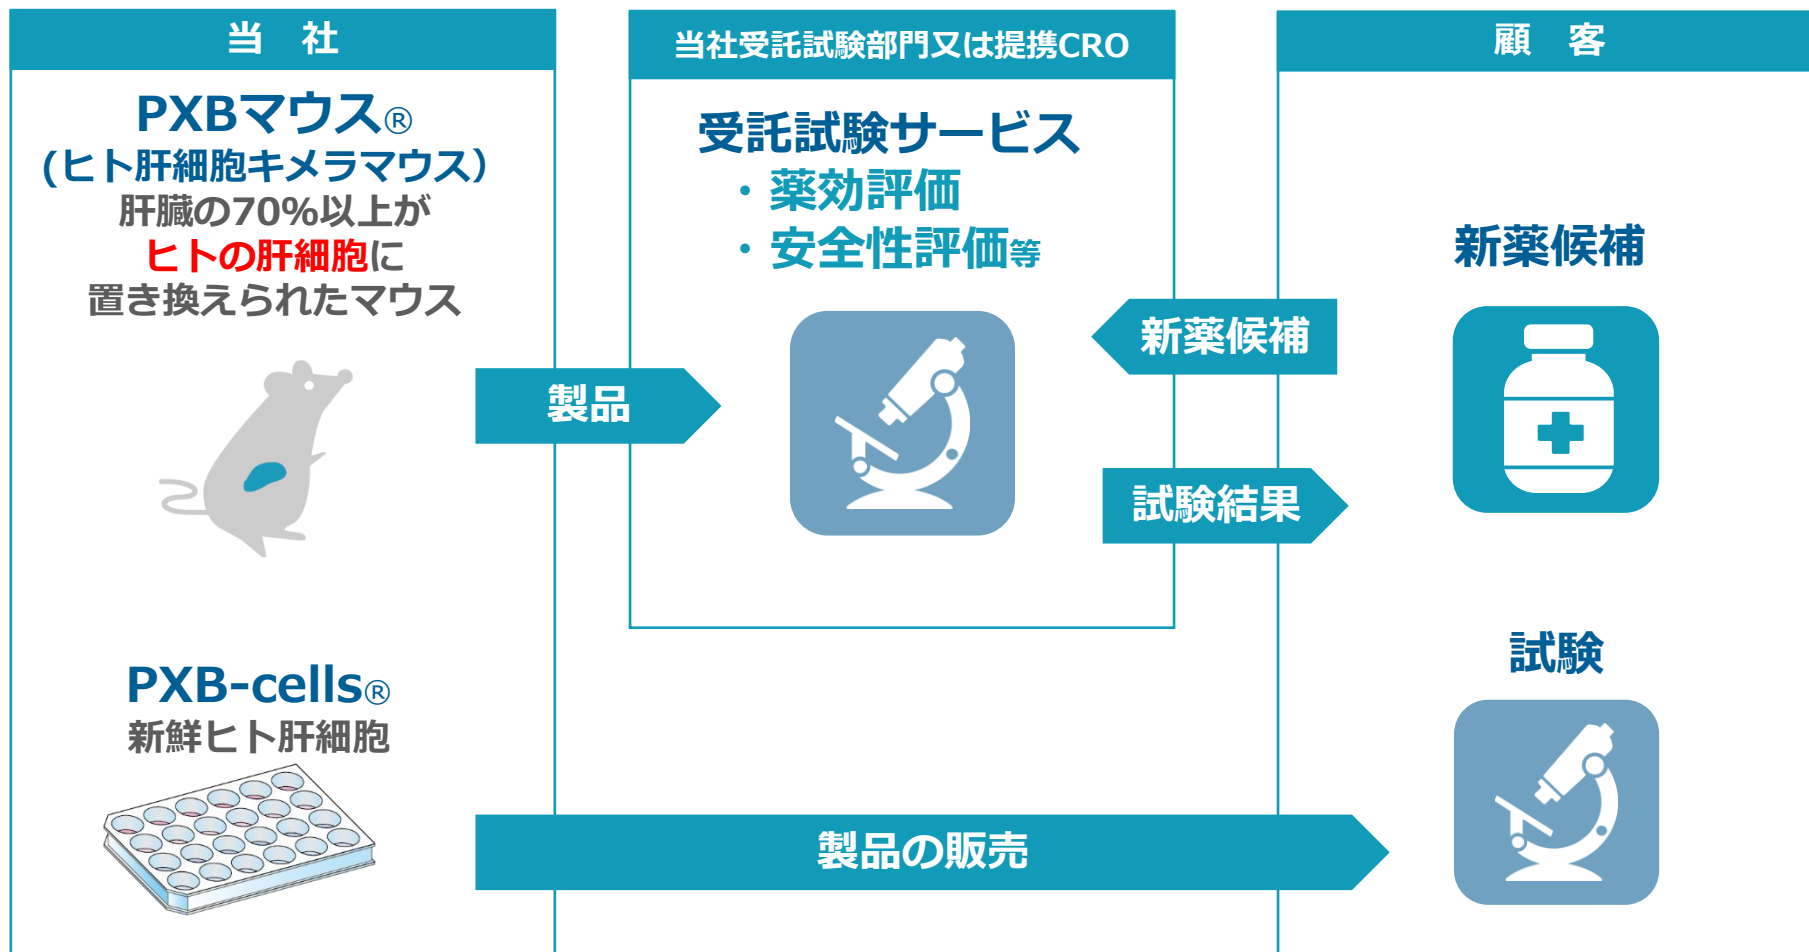 当 社
PXBマウス®
(ヒト肝細胞キメラマウス）
肝臓の70%以上が
ヒトの肝細胞に
置き換えられたマウス
製品
PXB-cells®
新鮮ヒト肝細胞
製品の販売
当社受託試験部門又は提携CRO
受託試験サービス
・薬効評価
・安全性評価等
新薬候補
試験結果
顧 客
新薬候補
試験